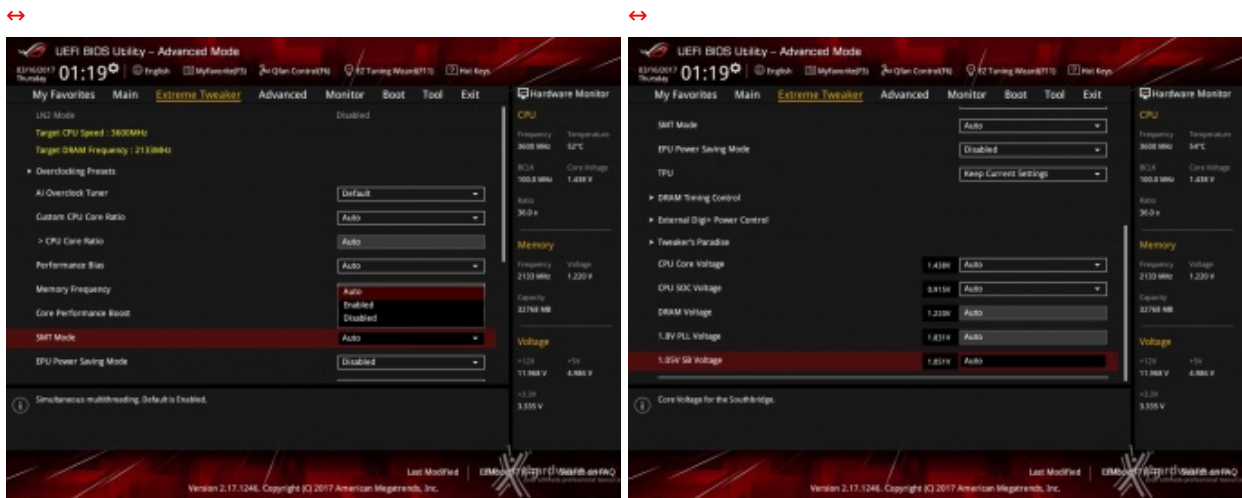 UEFI BIOS Utility – Advanced Mode
03/16/2017 Thursday 01:19 English MyFavorite(F3) Qfan Control(F6) EZ Tuning Wizard(F11) Hot Keys
My Favorites Main Extreme Tweaker Advanced Monitor Boot Tool Exit
LN2 Mode Disabled
Target CPU Speed : 3600MHz
Target DRAM Frequency : 2133MHz
Overclocking Presets
Ai Overclock Tuner Default
Custom CPU Core Ratio Auto
> CPU Core Ratio Auto
Performance Bias Auto
Memory Frequency
Auto
Enabled
Core Performance Boost
Disabled
SMT Mode Auto
EPU Power Saving Mode Disabled
Simultaneous multithreading. Default is Enabled.
Hardware Monitor
CPU
Frequency Temperature
3600 MHz 52°C
BCLK Core Voltage
100.0 MHz 1.438 V
Ratio
36.0 x
Memory
Frequency Voltage
2133 MHz 1.220 V
Capacity
32768 MB
Voltage
+12V +5V
11.968 V 4.986 V
+3.3V
3.335 V
Last Modified
Version 2.17.1246. Copyright (C) 2017 American Megatrends, Inc.
UEFI BIOS Utility – Advanced Mode
03/16/2017 Thursday 01:19 English MyFavorite(F3) Qfan Control(F6) EZ Tuning Wizard(F11) Hot Keys
My Favorites Main Extreme Tweaker Advanced Monitor Boot Tool Exit
SMT Mode Auto
EPU Power Saving Mode Disabled
TPU Keep Current Settings
DRAM Timing Control
External Digi+ Power Control
Tweaker's Paradise
CPU Core Voltage 1.438V Auto
CPU SOC Voltage 0.915V Auto
DRAM Voltage 1.220V Auto
1.8V PLL Voltage 1.831V Auto
1.05V SB Voltage 1.051V Auto
Core Voltage for the Southbridge.
Hardware Monitor
CPU
Frequency Temperature
3600 MHz 54°C
BCLK Core Voltage
100.0 MHz 1.438 V
Ratio
36.0 x
Memory
Frequency Voltage
2133 MHz 1.220 V
Capacity
32768 MB
Voltage
+12V +5V
11.968 V 4.986 V
+3.3V
3.335 V
Last Modified
Version 2.17.1246. Copyright (C) 2017 American Megatrends, Inc.